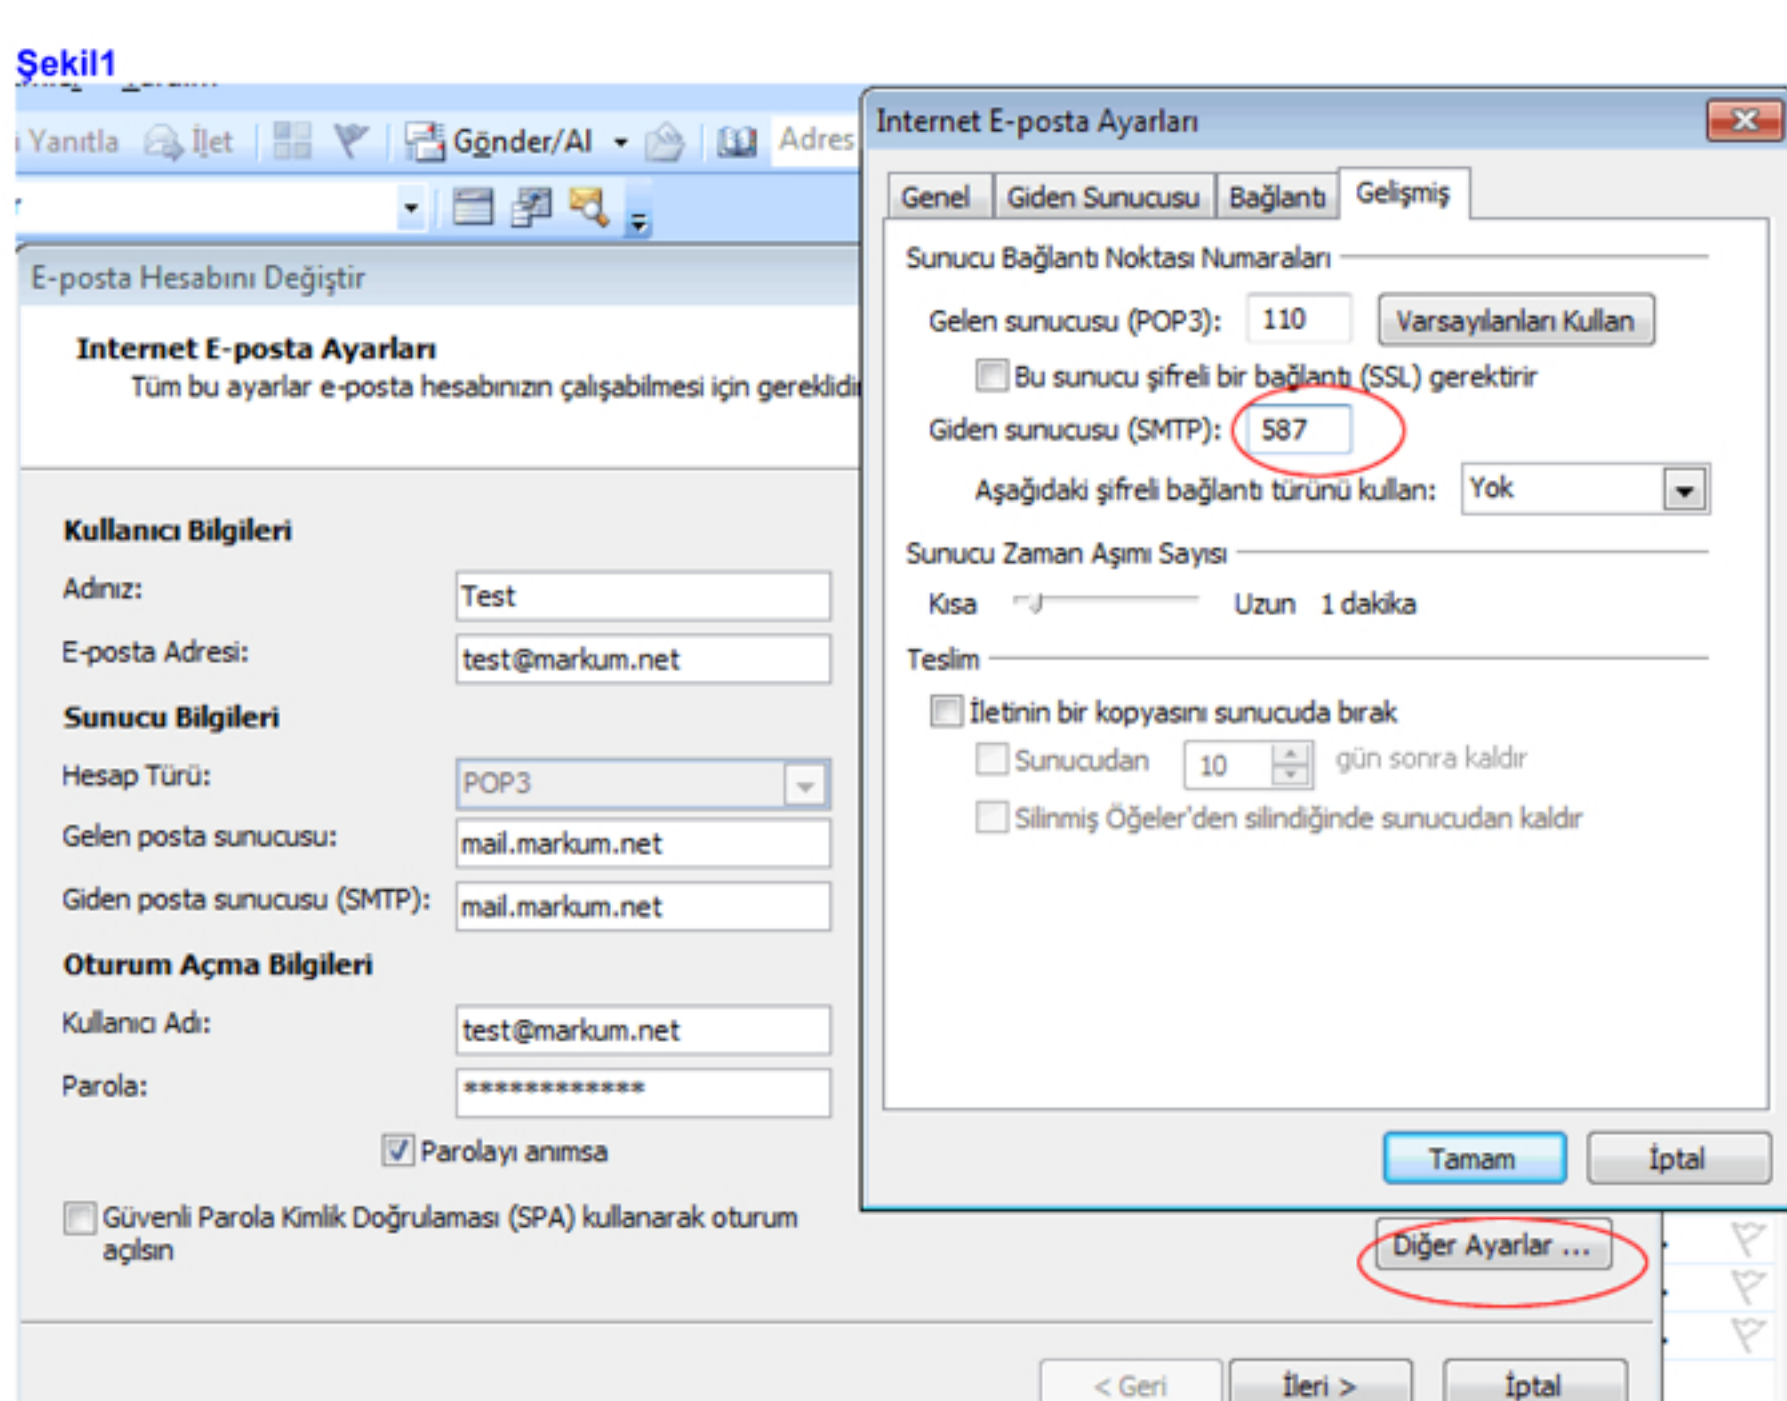 Şekil1
Yanıtla İlet Gönder/Al Adres
E-posta Hesabını Değiştir
Internet E-posta Ayarları
Tüm bu ayarlar e-posta hesabınızın çalışabilmesi için
Kullanıcı Bilgileri
Adınız: Test
E-posta Adresi: test@markum.net
Sunucu Bilgileri
Hesap Türü: POP3
Gelen posta sunucusu: mail.markum.net
Giden posta sunucusu (SMTP): mail.markum.net
Oturum Açma Bilgileri
Kullanıcı Adı: test@markum.net
Parola: ************
Parolayı anımsa
Güvenli Parola Kimlik Doğrulaması (SPA) kullanarak oturum
açılsın
Internet E-posta Ayarları
Genel Giden Sunucusu Bağlantı Gelişmiş
Sunucu Bağlantı Noktası Numaraları
Gelen sunucusu (POP3): 110 Varsayılanları Kullan
Bu sunucu şifreli bir bağlantı (SSL) gerektirir
Giden sunucusu (SMTP): 587
Aşağıdaki şifreli bağlantı türünü kullan: Yok
Sunucu Zaman Aşımı Sayısı
Kısa Uzun 1 dakika
Teslim
İletinin bir kopyasını sunucuda bırak
Sunucudan 10 gün sonra kaldır
Silinmiş Öğeler'den silindiğinde sunucudan kaldır
Tamam İptal
Diğer Ayarlar ...
< Geri İleri > İptal